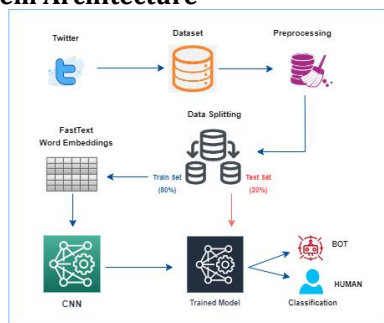 Architecture
Twitter
Dataset
Preprocessing
Data Splitting
FastText
Word Embeddings
Train Set
(80%)
Test Set
(20%)
BOT
HUMAN
CNN
Trained Model
Classification